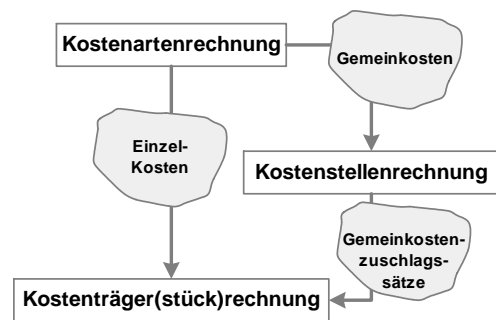 Kostenartenrechnung
Gemeinkosten
Einzel-
Kosten
Kostenstellenrechnung
Gemeinkosten-
zuschlags-
sätze
Kostenträger(stück)rechnung